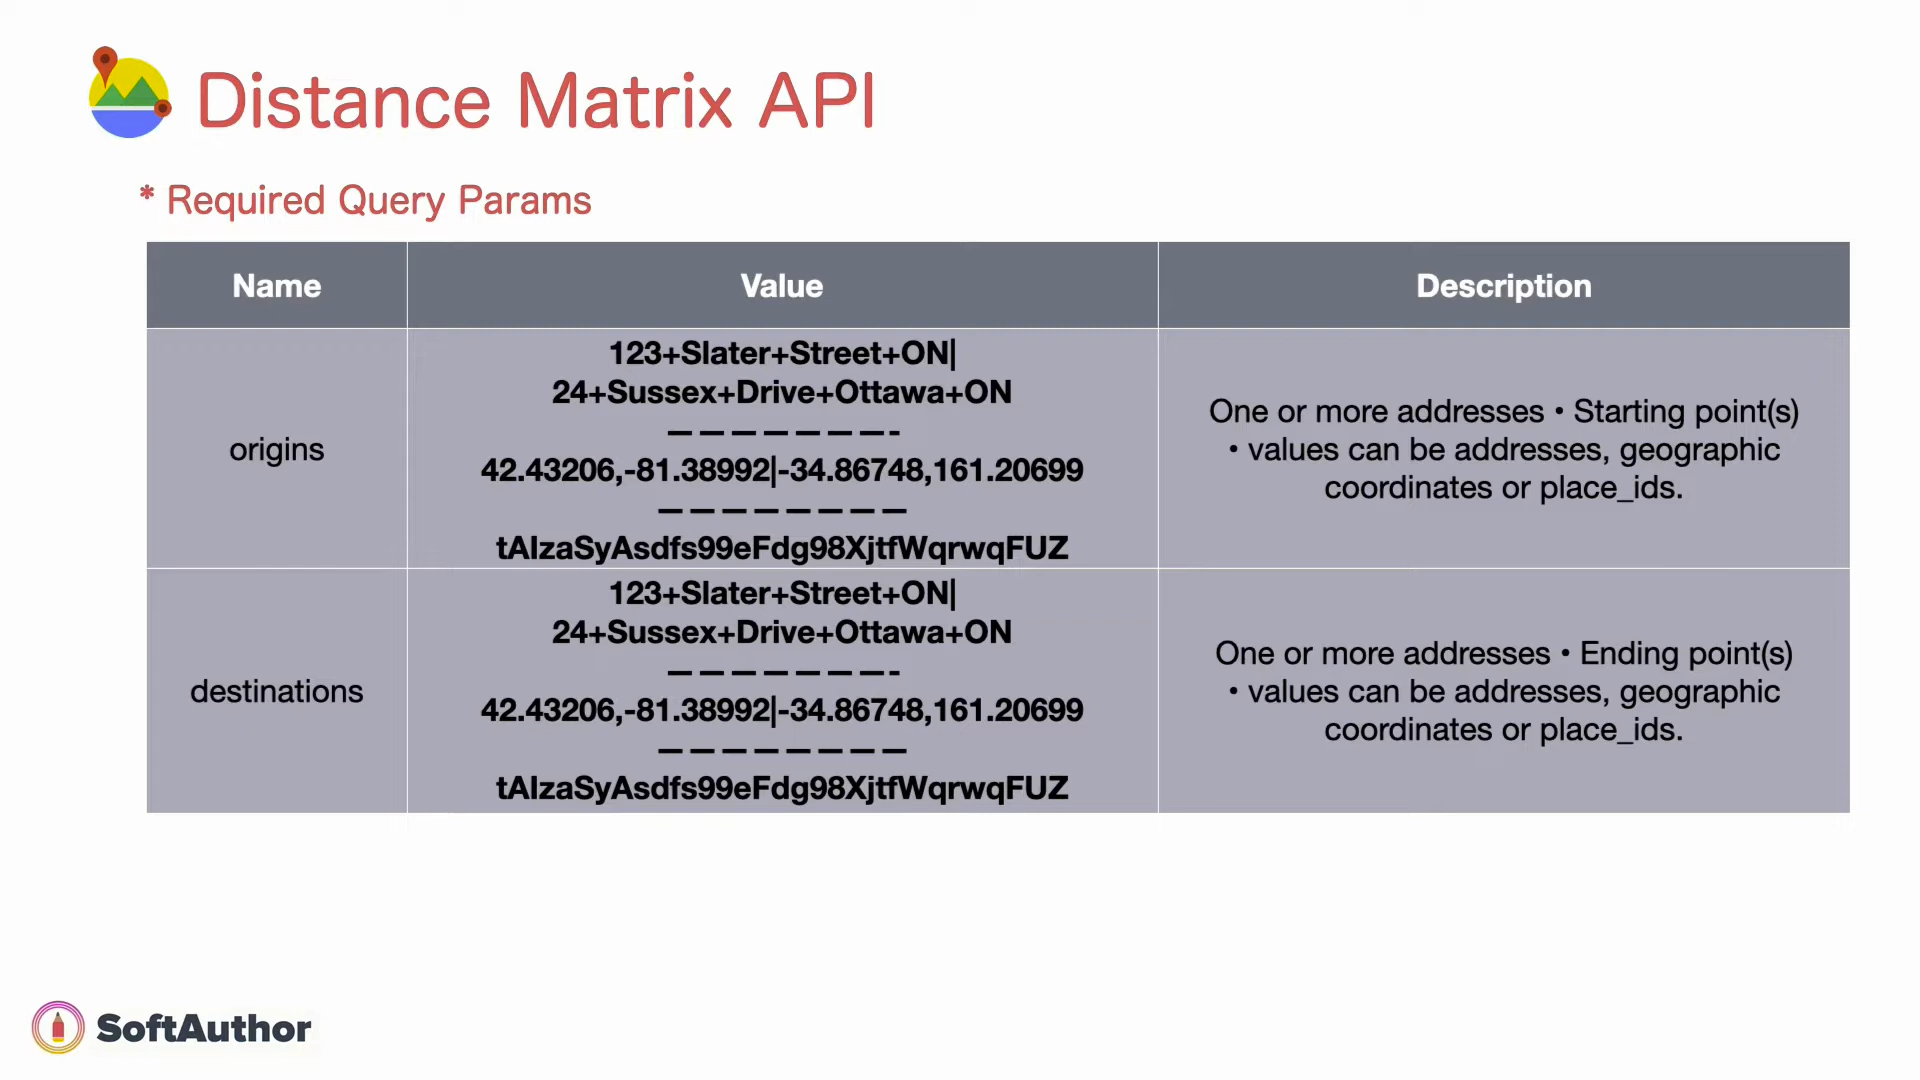 Distance Matrix API
* Required Query Params
Name
Value
Description
origins
123+Slater+Street+ON|
24+Sussex+Drive+Ottawa+ON
— — — — — — — -
42.43206,-81.38992|-34.86748,161.20699
— — — — — — — —
tAIzaSyAsdfs99eFdg98XjtfWqrwqFUZ
One or more addresses • Starting point(s)
• values can be addresses, geographic
coordinates or place_ids.
destinations
123+Slater+Street+ON|
24+Sussex+Drive+Ottawa+ON
— — — — — — — -
42.43206,-81.38992|-34.86748,161.20699
— — — — — — — —
tAIzaSyAsdfs99eFdg98XjtfWqrwqFUZ
One or more addresses • Ending point(s)
• values can be addresses, geographic
coordinates or place_ids.
SoftAuthor